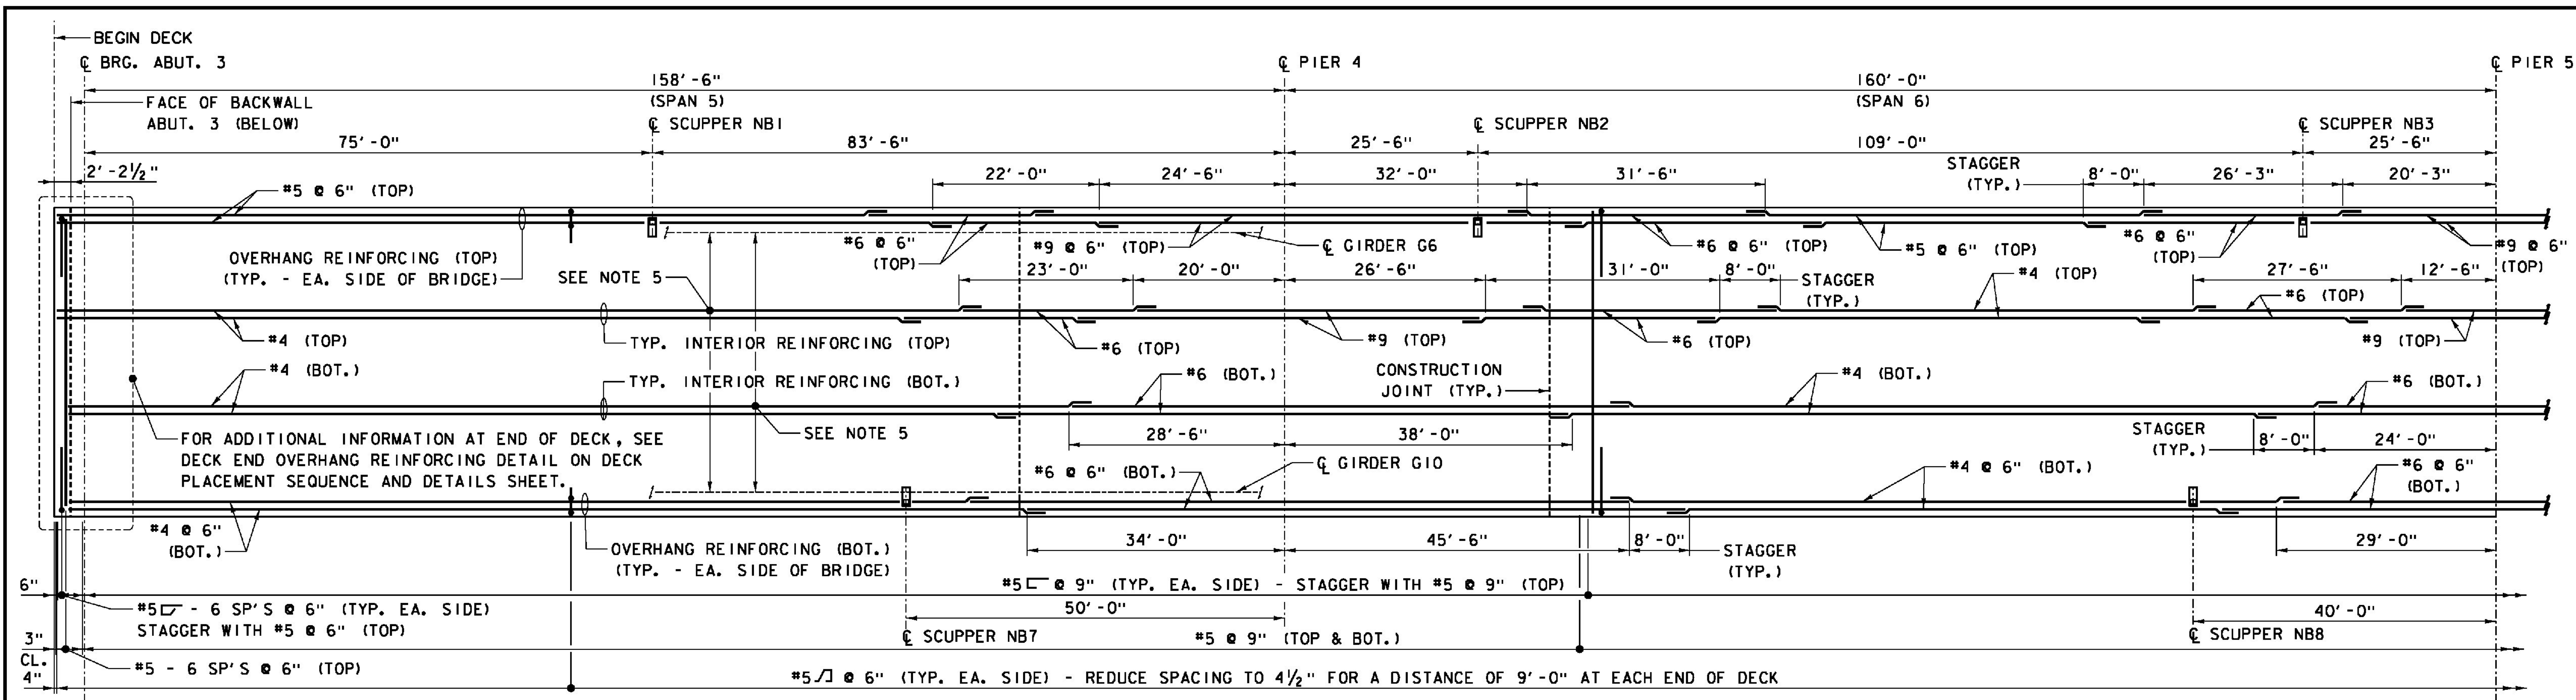 BEGIN DECK
℄ BRG. ABUT. 3
℄ PIER 4
℄ PIER 5
158'-6"
(SPAN 5)
160'-0"
(SPAN 6)
FACE OF BACKWALL
ABUT. 3 (BELOW)
℄ SCUPPER NB1
℄ SCUPPER NB2
℄ SCUPPER NB3
75'-0"
83'-6"
25'-6"
109'-0"
25'-6"
2'-2½"
#5 @ 6" (TOP)
22'-0"
24'-6"
32'-0"
31'-6"
STAGGER
(TYP.)
8'-0"
26'-3"
20'-3"
OVERHANG REINFORCING (TOP)
(TYP. - EA. SIDE OF BRIDGE)
SEE NOTE 5
#6 @ 6"
(TOP)
#9 @ 6" (TOP)
℄ GIRDER G6
#6 @ 6" (TOP)
#5 @ 6" (TOP)
#6 @ 6"
(TOP)
#9 @ 6"
(TOP)
23'-0"
20'-0"
26'-6"
31'-0"
8'-0"
STAGGER
(TYP.)
#4 (TOP)
27'-6"
12'-6"
#6 (TOP)
#4 (TOP)
TYP. INTERIOR REINFORCING (TOP)
#6 (TOP)
#9 (TOP)
#6 (TOP)
#9 (TOP)
#4 (BOT.)
TYP. INTERIOR REINFORCING (BOT.)
#6 (BOT.)
CONSTRUCTION
JOINT (TYP.)
#4 (BOT.)
#6 (BOT.)
SEE NOTE 5
FOR ADDITIONAL INFORMATION AT END OF DECK, SEE
DECK END OVERHANG REINFORCING DETAIL ON DECK
PLACEMENT SEQUENCE AND DETAILS SHEET.
28'-6"
38'-0"
STAGGER
(TYP.)
8'-0"
24'-0"
#6 @ 6" (BOT.)
℄ GIRDER G10
#4 @ 6" (BOT.)
#6 @ 6"
(BOT.)
#4 @ 6"
(BOT.)
OVERHANG REINFORCING (BOT.)
(TYP. - EA. SIDE OF BRIDGE)
34'-0"
45'-6"
8'-0"
STAGGER
(TYP.)
29'-0"
6"
#5 @ 9" (TYP. EA. SIDE) - STAGGER WITH #5 @ 9" (TOP)
#5 - 6 SP'S @ 6" (TYP. EA. SIDE)
STAGGER WITH #5 @ 6" (TOP)
50'-0"
40'-0"
3"
CL.
℄ SCUPPER NB7
#5 @ 9" (TOP & BOT.)
℄ SCUPPER NB8
#5 - 6 SP'S @ 6" (TOP)
4"
#5 @ 6" (TYP. EA. SIDE) - REDUCE SPACING TO 4½" FOR A DISTANCE OF 9'-0" AT EACH END OF DECK